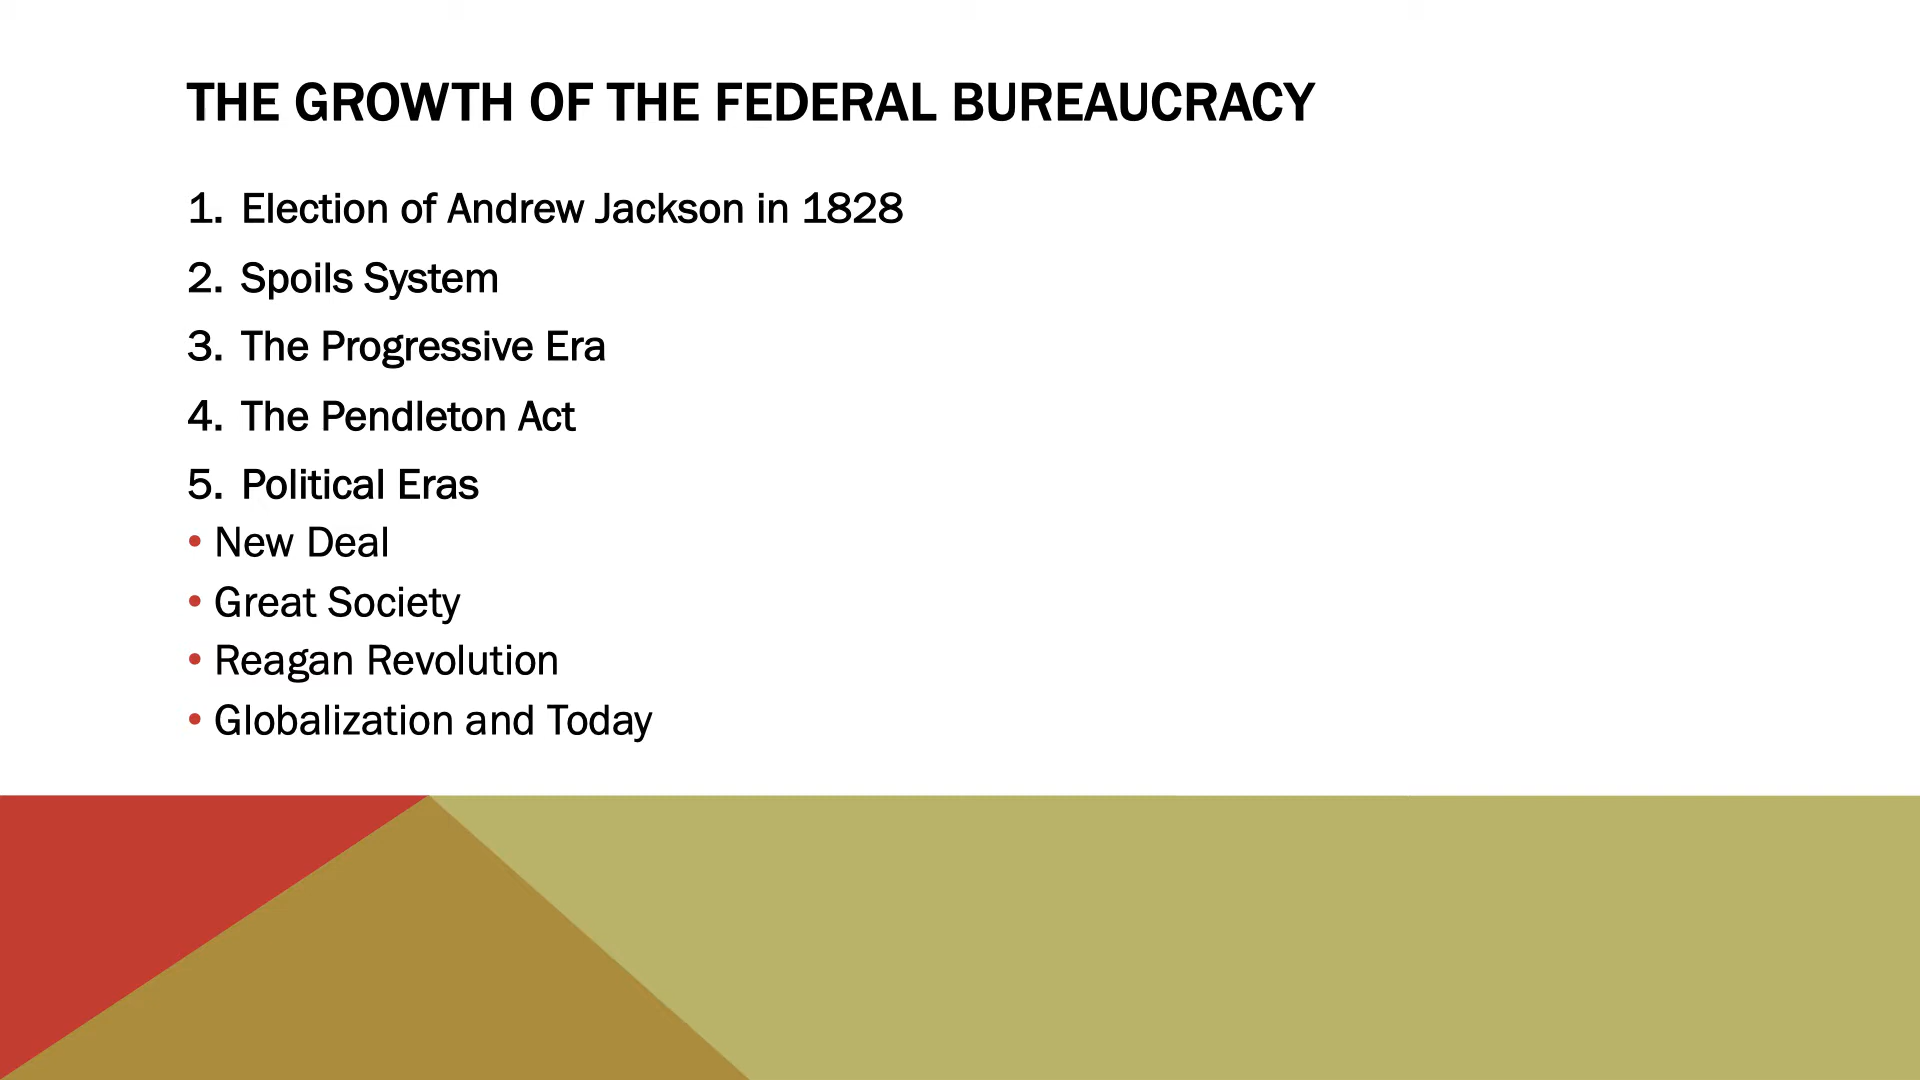 THE GROWTH OF THE FEDERAL BUREAUCRACY
1. Election of Andrew Jackson in 1828
2. Spoils System
3. The Progressive Era
4. The Pendleton Act
5. Political Eras
• New Deal
• Great Society
• Reagan Revolution
• Globalization and Today